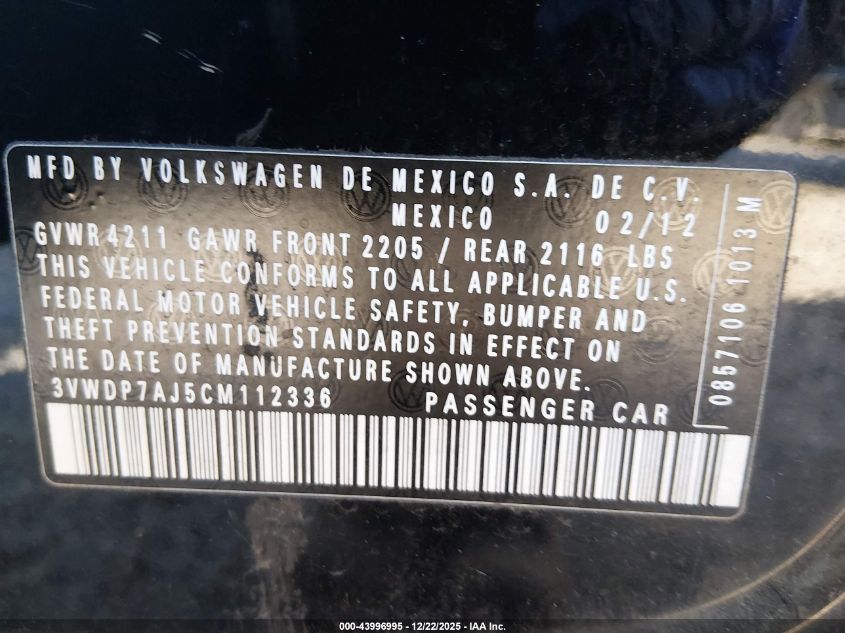 MFD BY VOLKSWAGEN DE MEXICO S.A. DE C.V.
MEXICO 02/12
GVWR4211 GAWR FRONT 2205 / REAR 2116 LBS
THIS VEHICLE CONFORMS TO ALL APPLICABLE U.S.
FEDERAL MOTOR VEHICLE SAFETY, BUMPER AND
THEFT PREVENTION STANDARDS IN EFFECT ON
THE DATE OF MANUFACTURE SHOWN ABOVE.
3VWDP7AJ5CM112336 PASSENGER CAR
0857106 1013 M
000-43996995 - 12/22/2025 - IAA Inc.